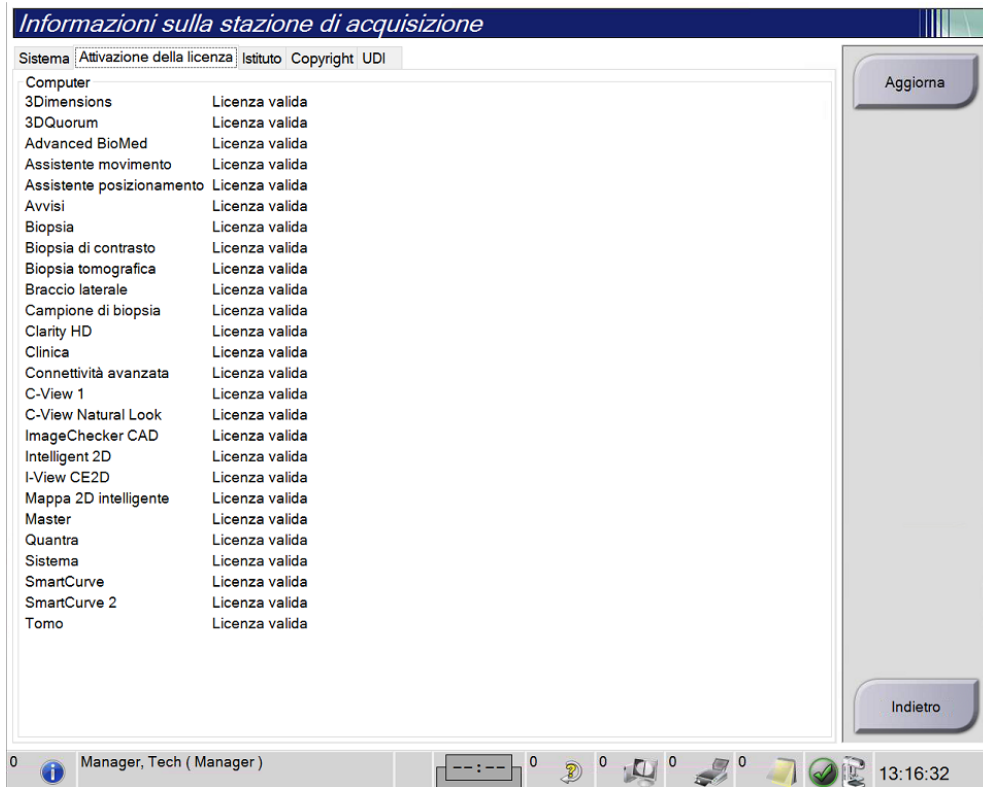 Informazioni sulla stazione di acquisizione
Sistema Attivazione della licenza Istituto Copyright UDI
Aggiorna
Computer
3Dimensions Licenza valida
3DQuorum Licenza valida
Advanced BioMed Licenza valida
Assistente movimento Licenza valida
Assistente posizionamento Licenza valida
Avvisi Licenza valida
Biopsia Licenza valida
Biopsia di contrasto Licenza valida
Biopsia tomografica Licenza valida
Braccio laterale Licenza valida
Campione di biopsia Licenza valida
Clarity HD Licenza valida
Clinica Licenza valida
Connettività avanzata Licenza valida
C-View 1 Licenza valida
C-View Natural Look Licenza valida
ImageChecker CAD Licenza valida
Intelligent 2D Licenza valida
I-View CE2D Licenza valida
Mappa 2D intelligente Licenza valida
Master Licenza valida
Quantra Licenza valida
Sistema Licenza valida
SmartCurve Licenza valida
SmartCurve 2 Licenza valida
Tomo Licenza valida
Indietro
0 Manager, Tech ( Manager ) --:-- 0 0 0 0 13:16:32